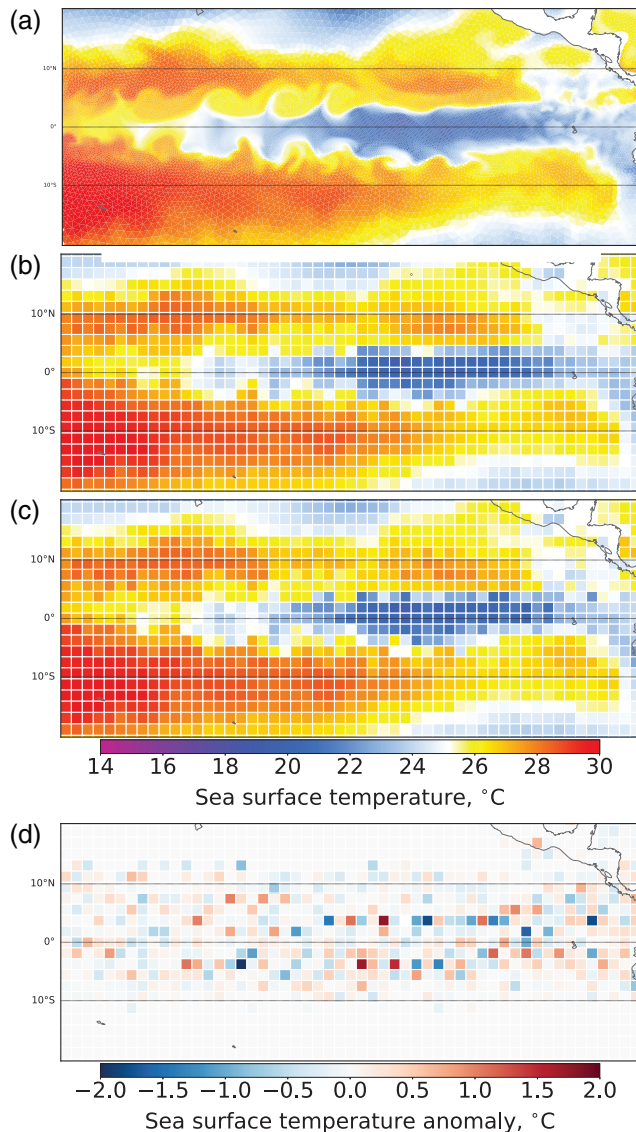 (a)
10°N
0°
10°S
(b)
10°N
0°
10°S
(c)
10°N
0°
10°S
14 16 18 20 22 24 26 28 30
Sea surface temperature, °C
(d)
10°N
0°
10°S
−2.0 −1.5 −1.0 −0.5 0.0 0.5 1.0 1.5 2.0
Sea surface temperature anomaly, °C